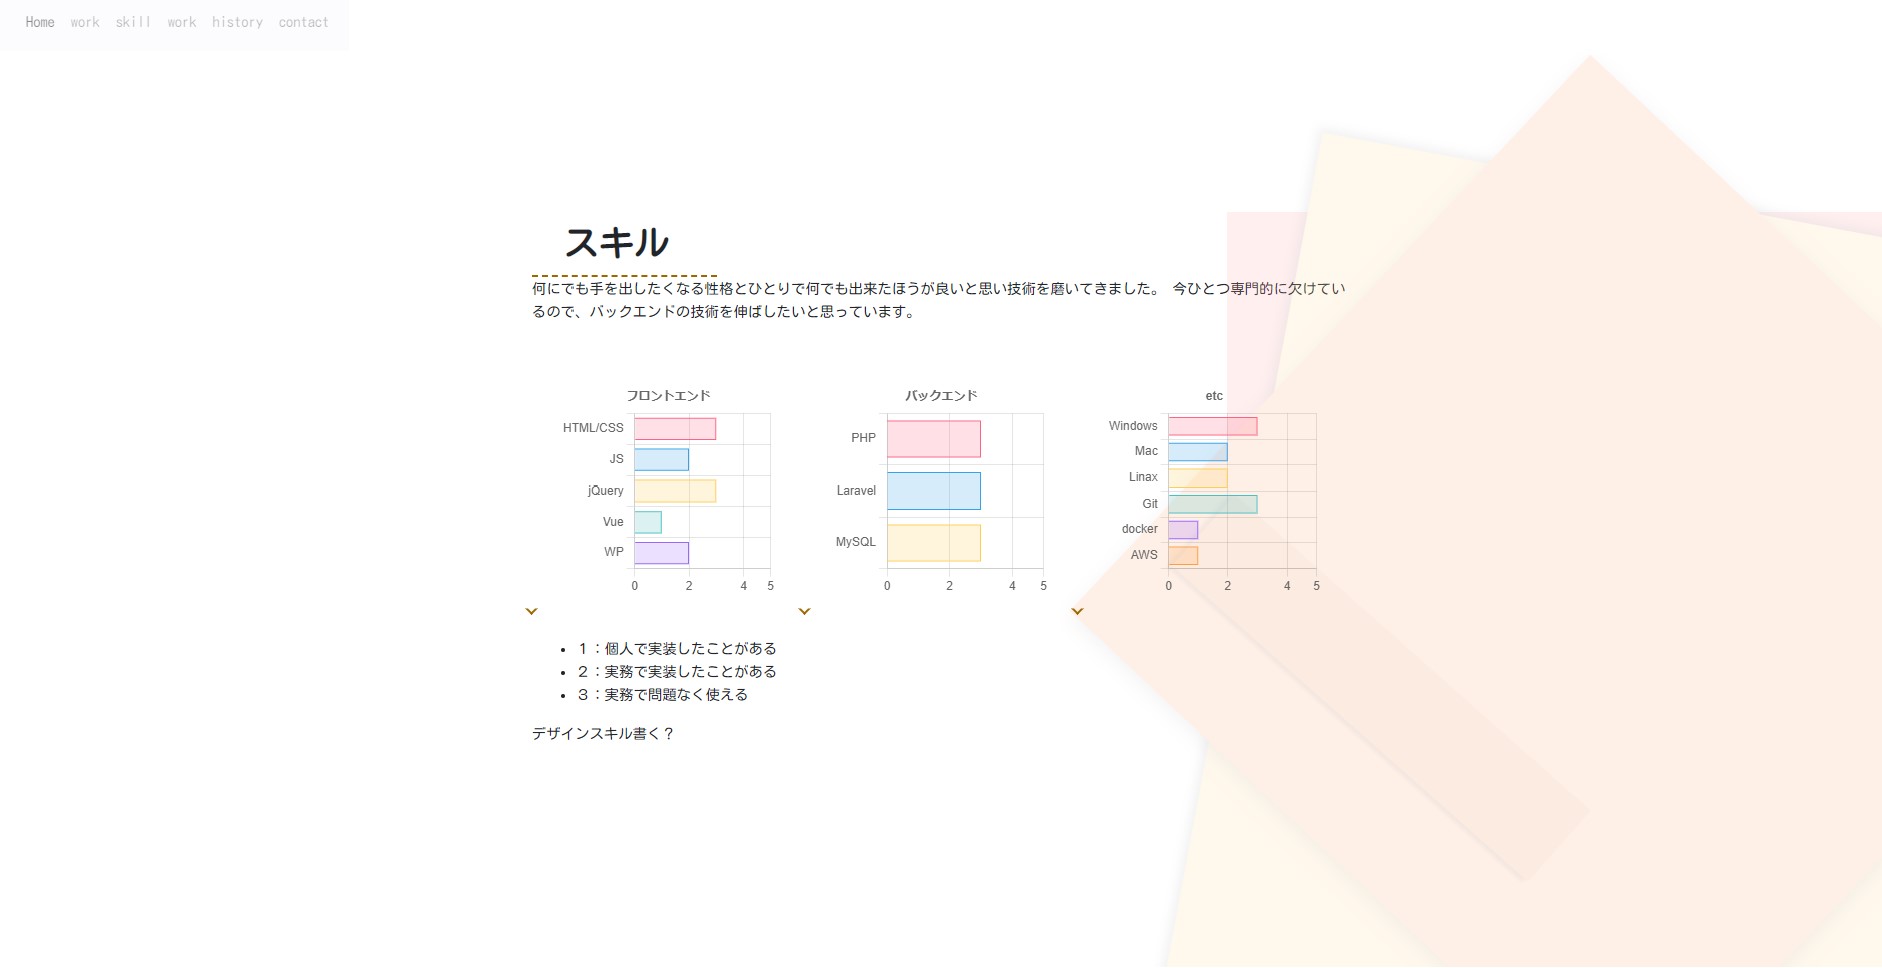 Home work skill work history contact
スキル
何にでも手を出したくなる性格とひとりで何でも出来たほうが良いと思い技術を磨いてきました。 今ひとつ専門的に欠けてい
るので、バックエンドの技術を伸ばしたいと思っています。
フロントエンド
HTML/CSS
JS
jQuery
Vue
WP
0 2 4 5
バックエンド
PHP
Laravel
MySQL
0 2 4 5
etc
Windows
Mac
Linax
Git
docker
AWS
0 2 4 5
1：個人で実装したことがある
2：実務で実装したことがある
3：実務で問題なく使える
デザインスキル書く？